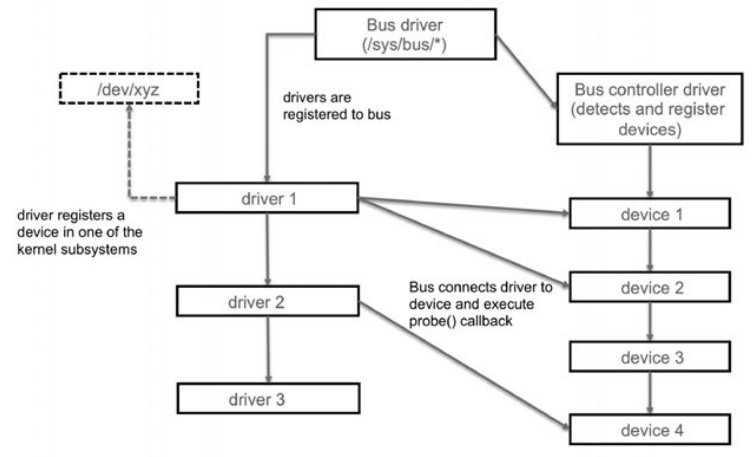 Bus driver
(/sys/bus/*)
/dev/xyz
drivers are
registered to bus
Bus controller driver
(detects and register
devices)
driver 1
device 1
driver registers a
device in one of the
kernel subsystems
driver 2
Bus connects driver to
device and execute
probe() callback
device 2
device 3
driver 3
device 4